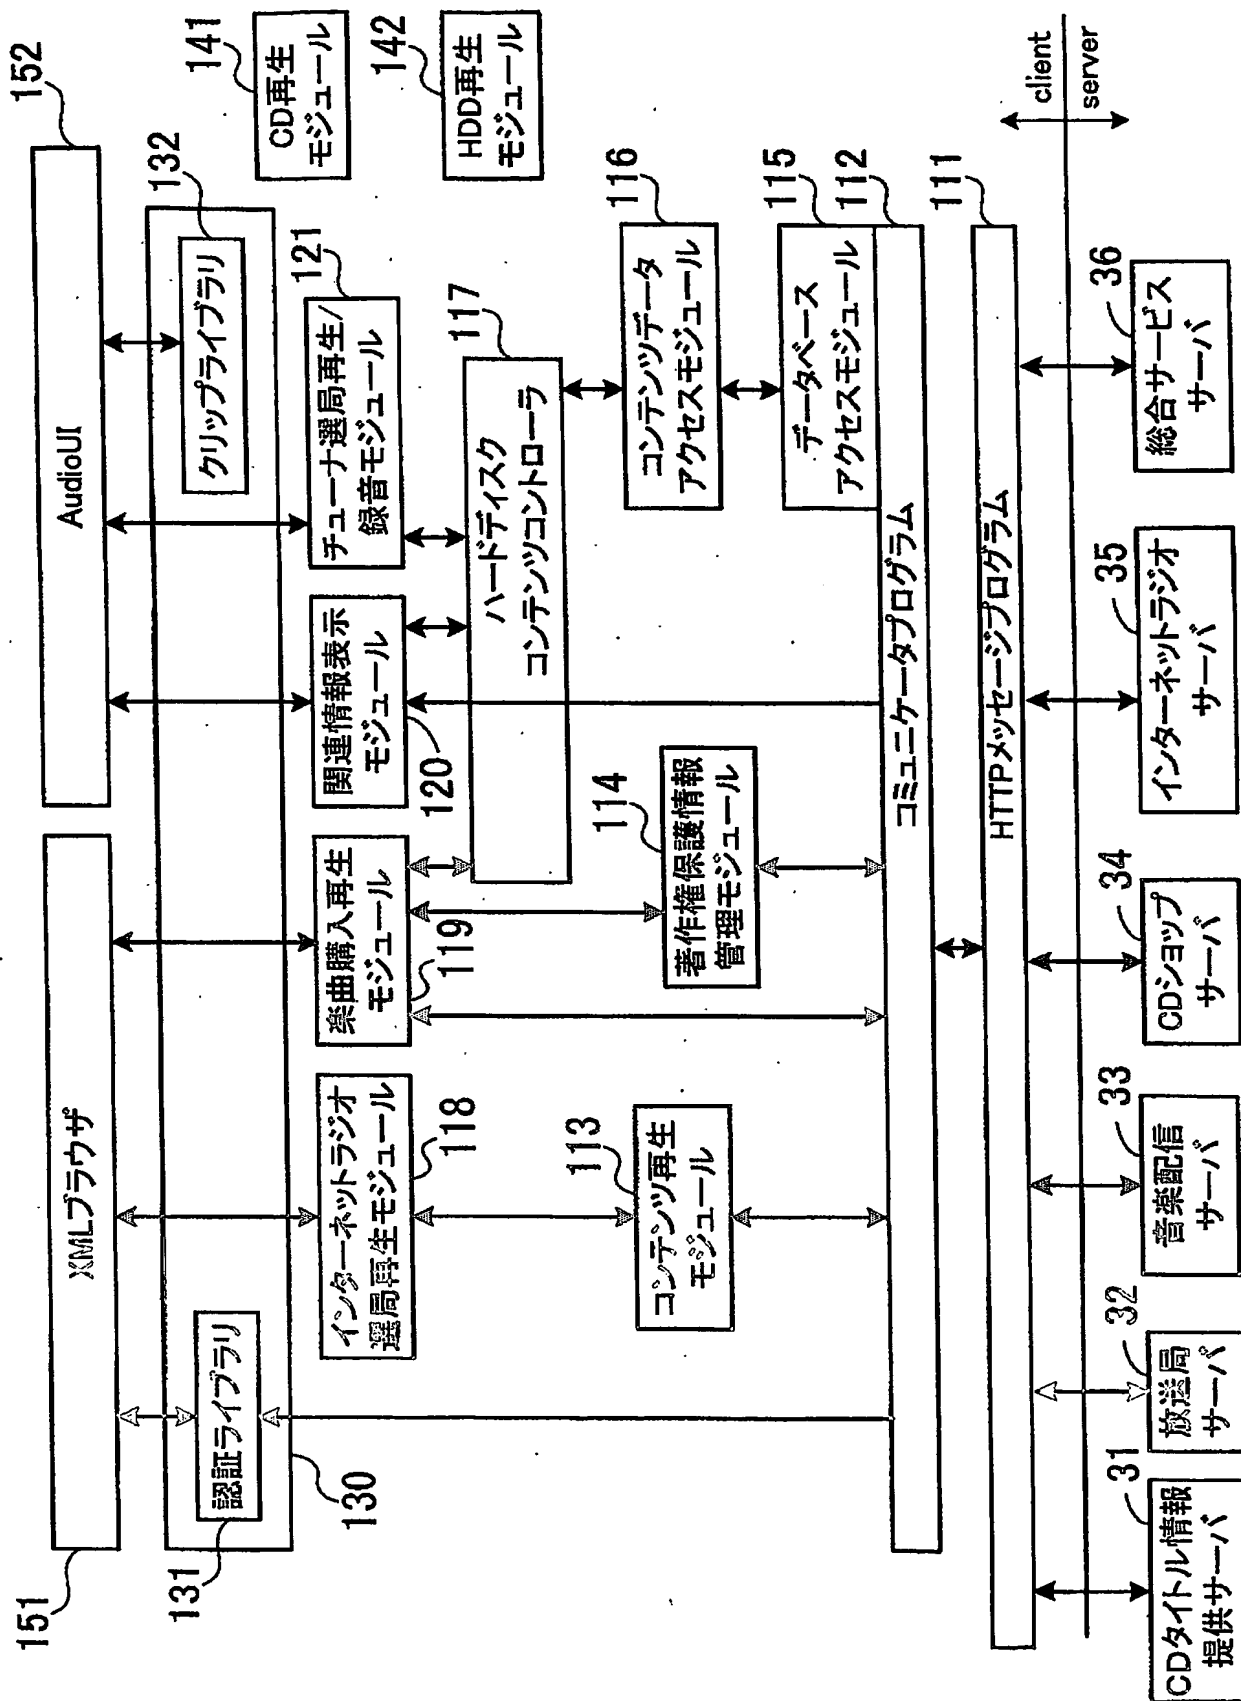 151
XMLブラウザ
AudioUI
152
131
認証ライブラリ
130
クリップライブラリ
132
CD再生
モジュール
141
HDD再生
モジュール
142
インターネットラジオ
選局再生モジュール
118
楽曲購入再生
モジュール
119
関連情報表示
モジュール
120
チューナ選局再生/
録音モジュール
121
ハードディスク
コンテンツコントローラ
117
コンテンツ再生
モジュール
113
著作権保護情報
管理モジュール
114
コンテンツデータ
アクセスモジュール
116
データベース
アクセスモジュール
115
コミュニケータプログラム
112
HTTPメッセージプログラム
111
client
server
CDタイトル情報
提供サーバ
31
放送局
サーバ
32
音楽配信
サーバ
33
CDショップ
サーバ
34
インターネットラジオ
サーバ
35
総合サービス
サーバ
36